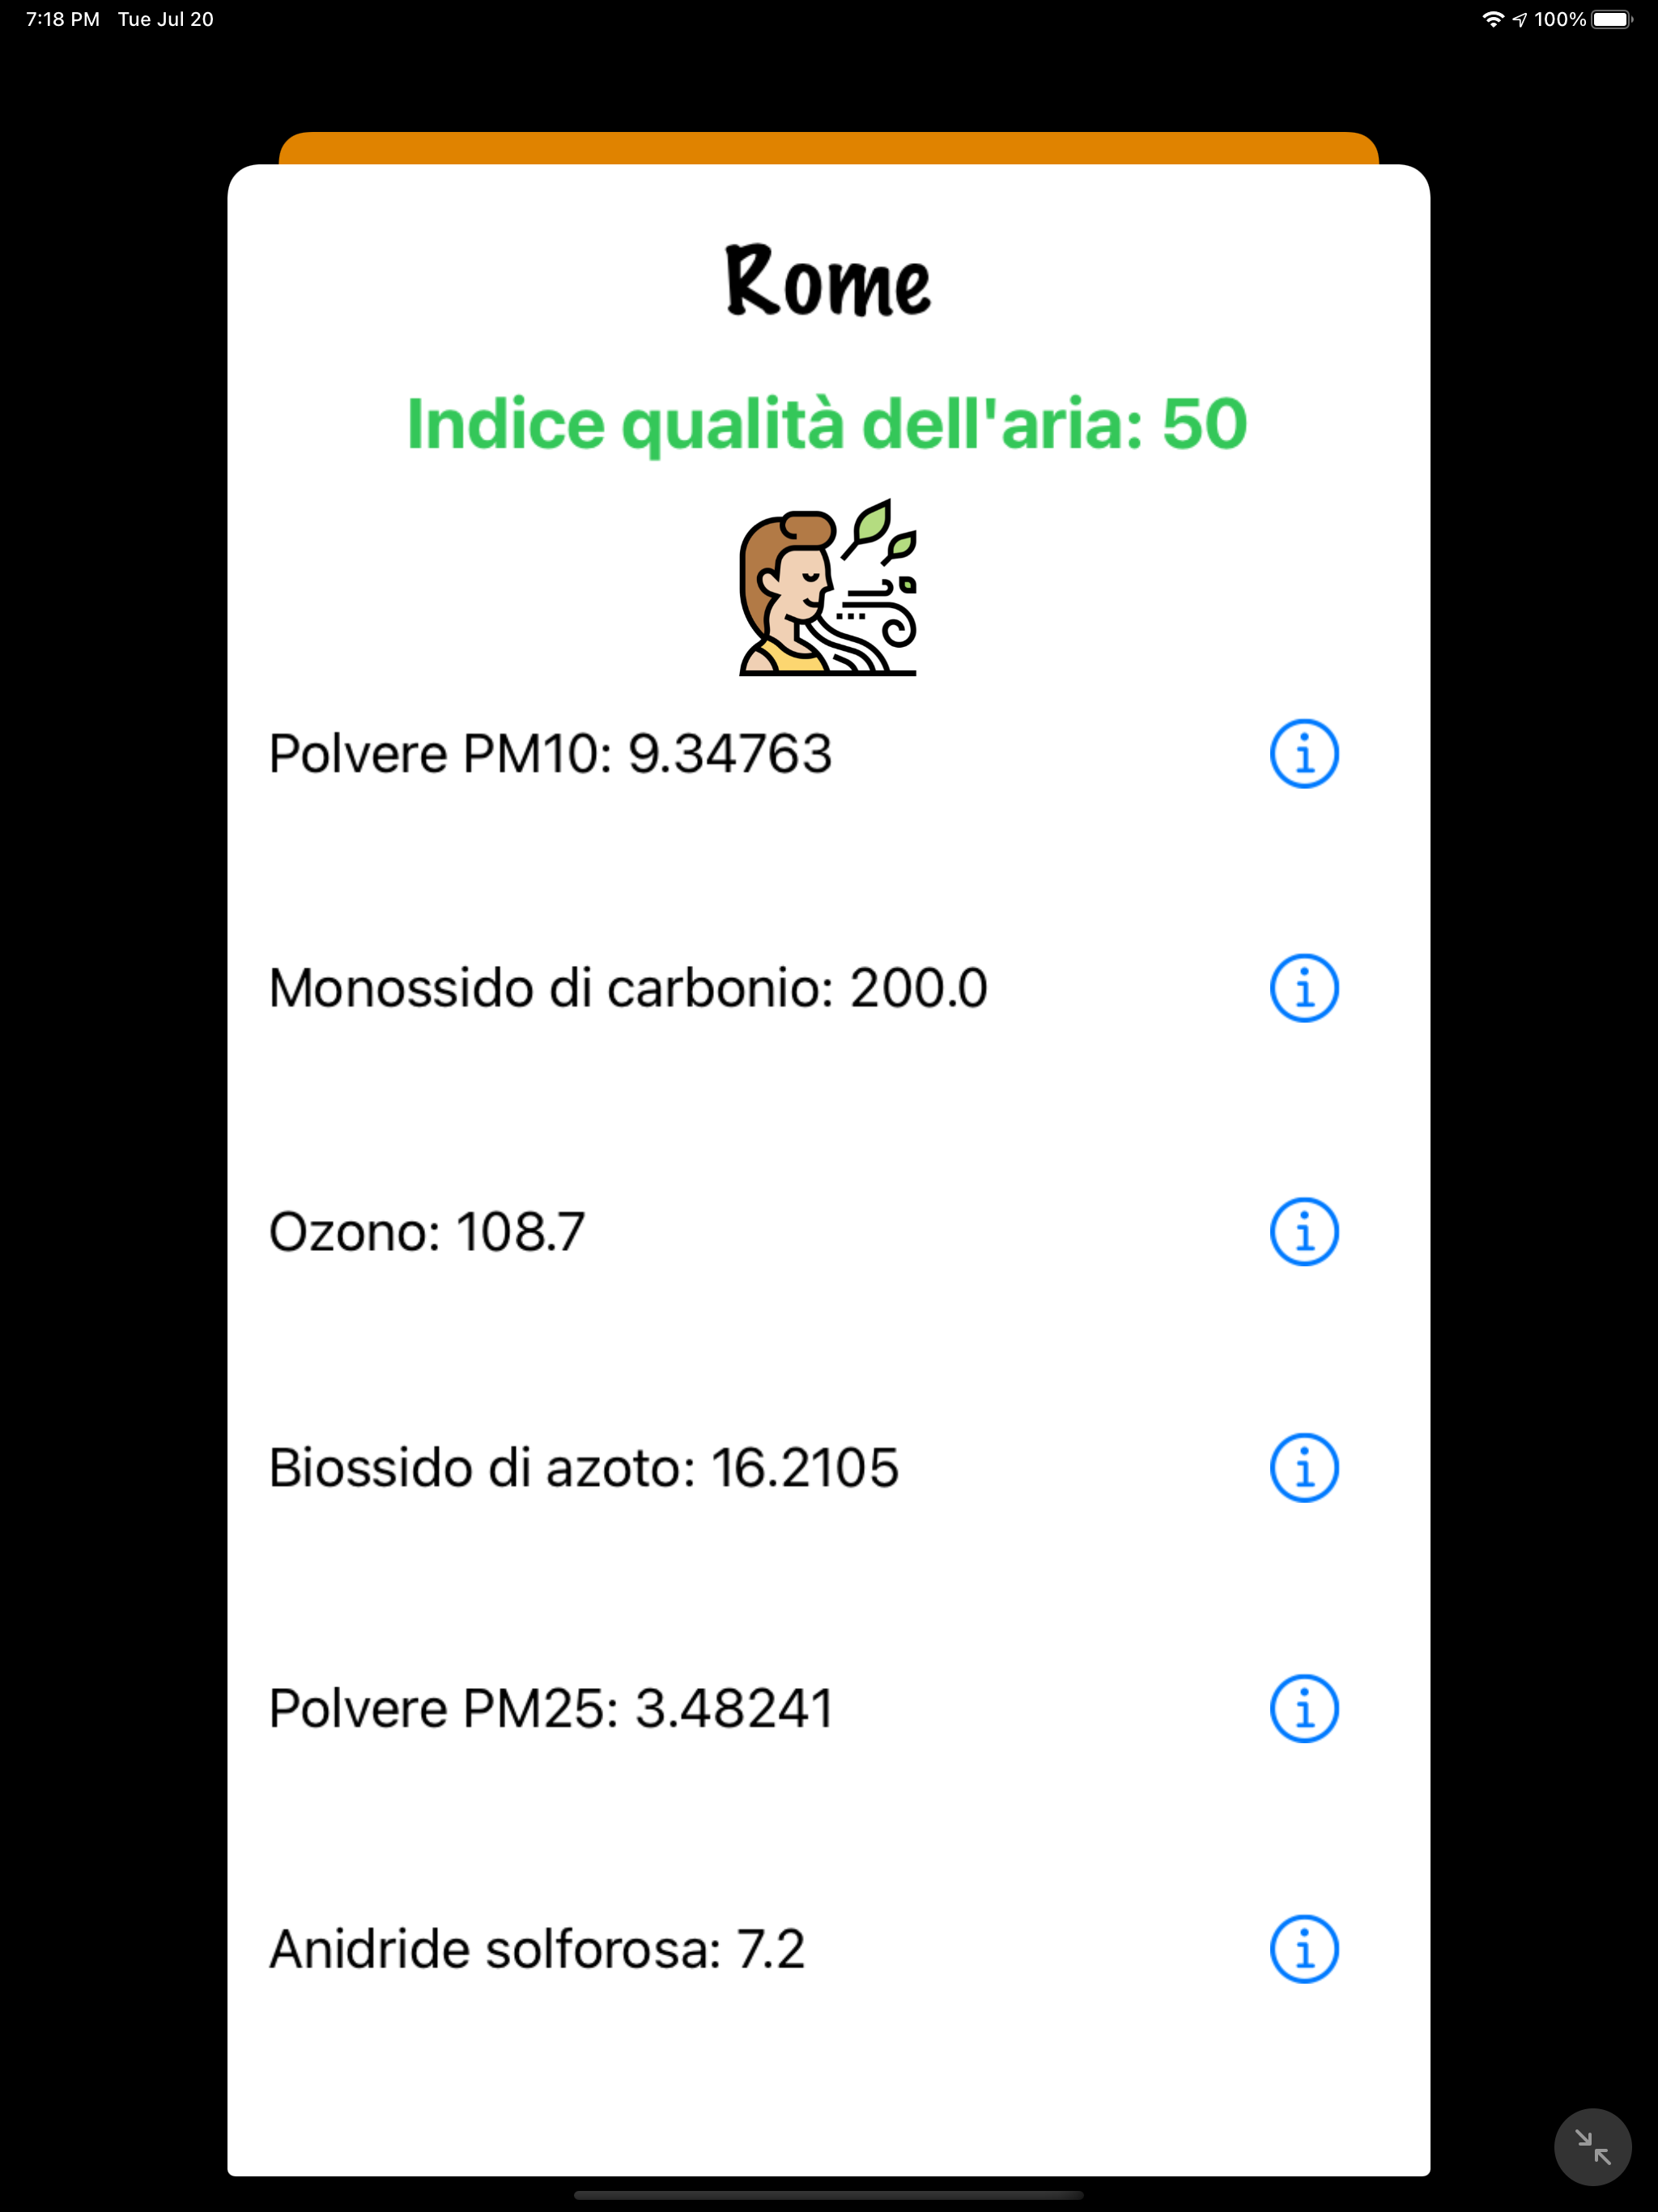 7:18 PM Tue Jul 20 100%
Rome
Indice qualità dell'aria: 50
Polvere PM10: 9.34763
Monossido di carbonio: 200.0
Ozono: 108.7
Biossido di azoto: 16.2105
Polvere PM25: 3.48241
Anidride solforosa: 7.2